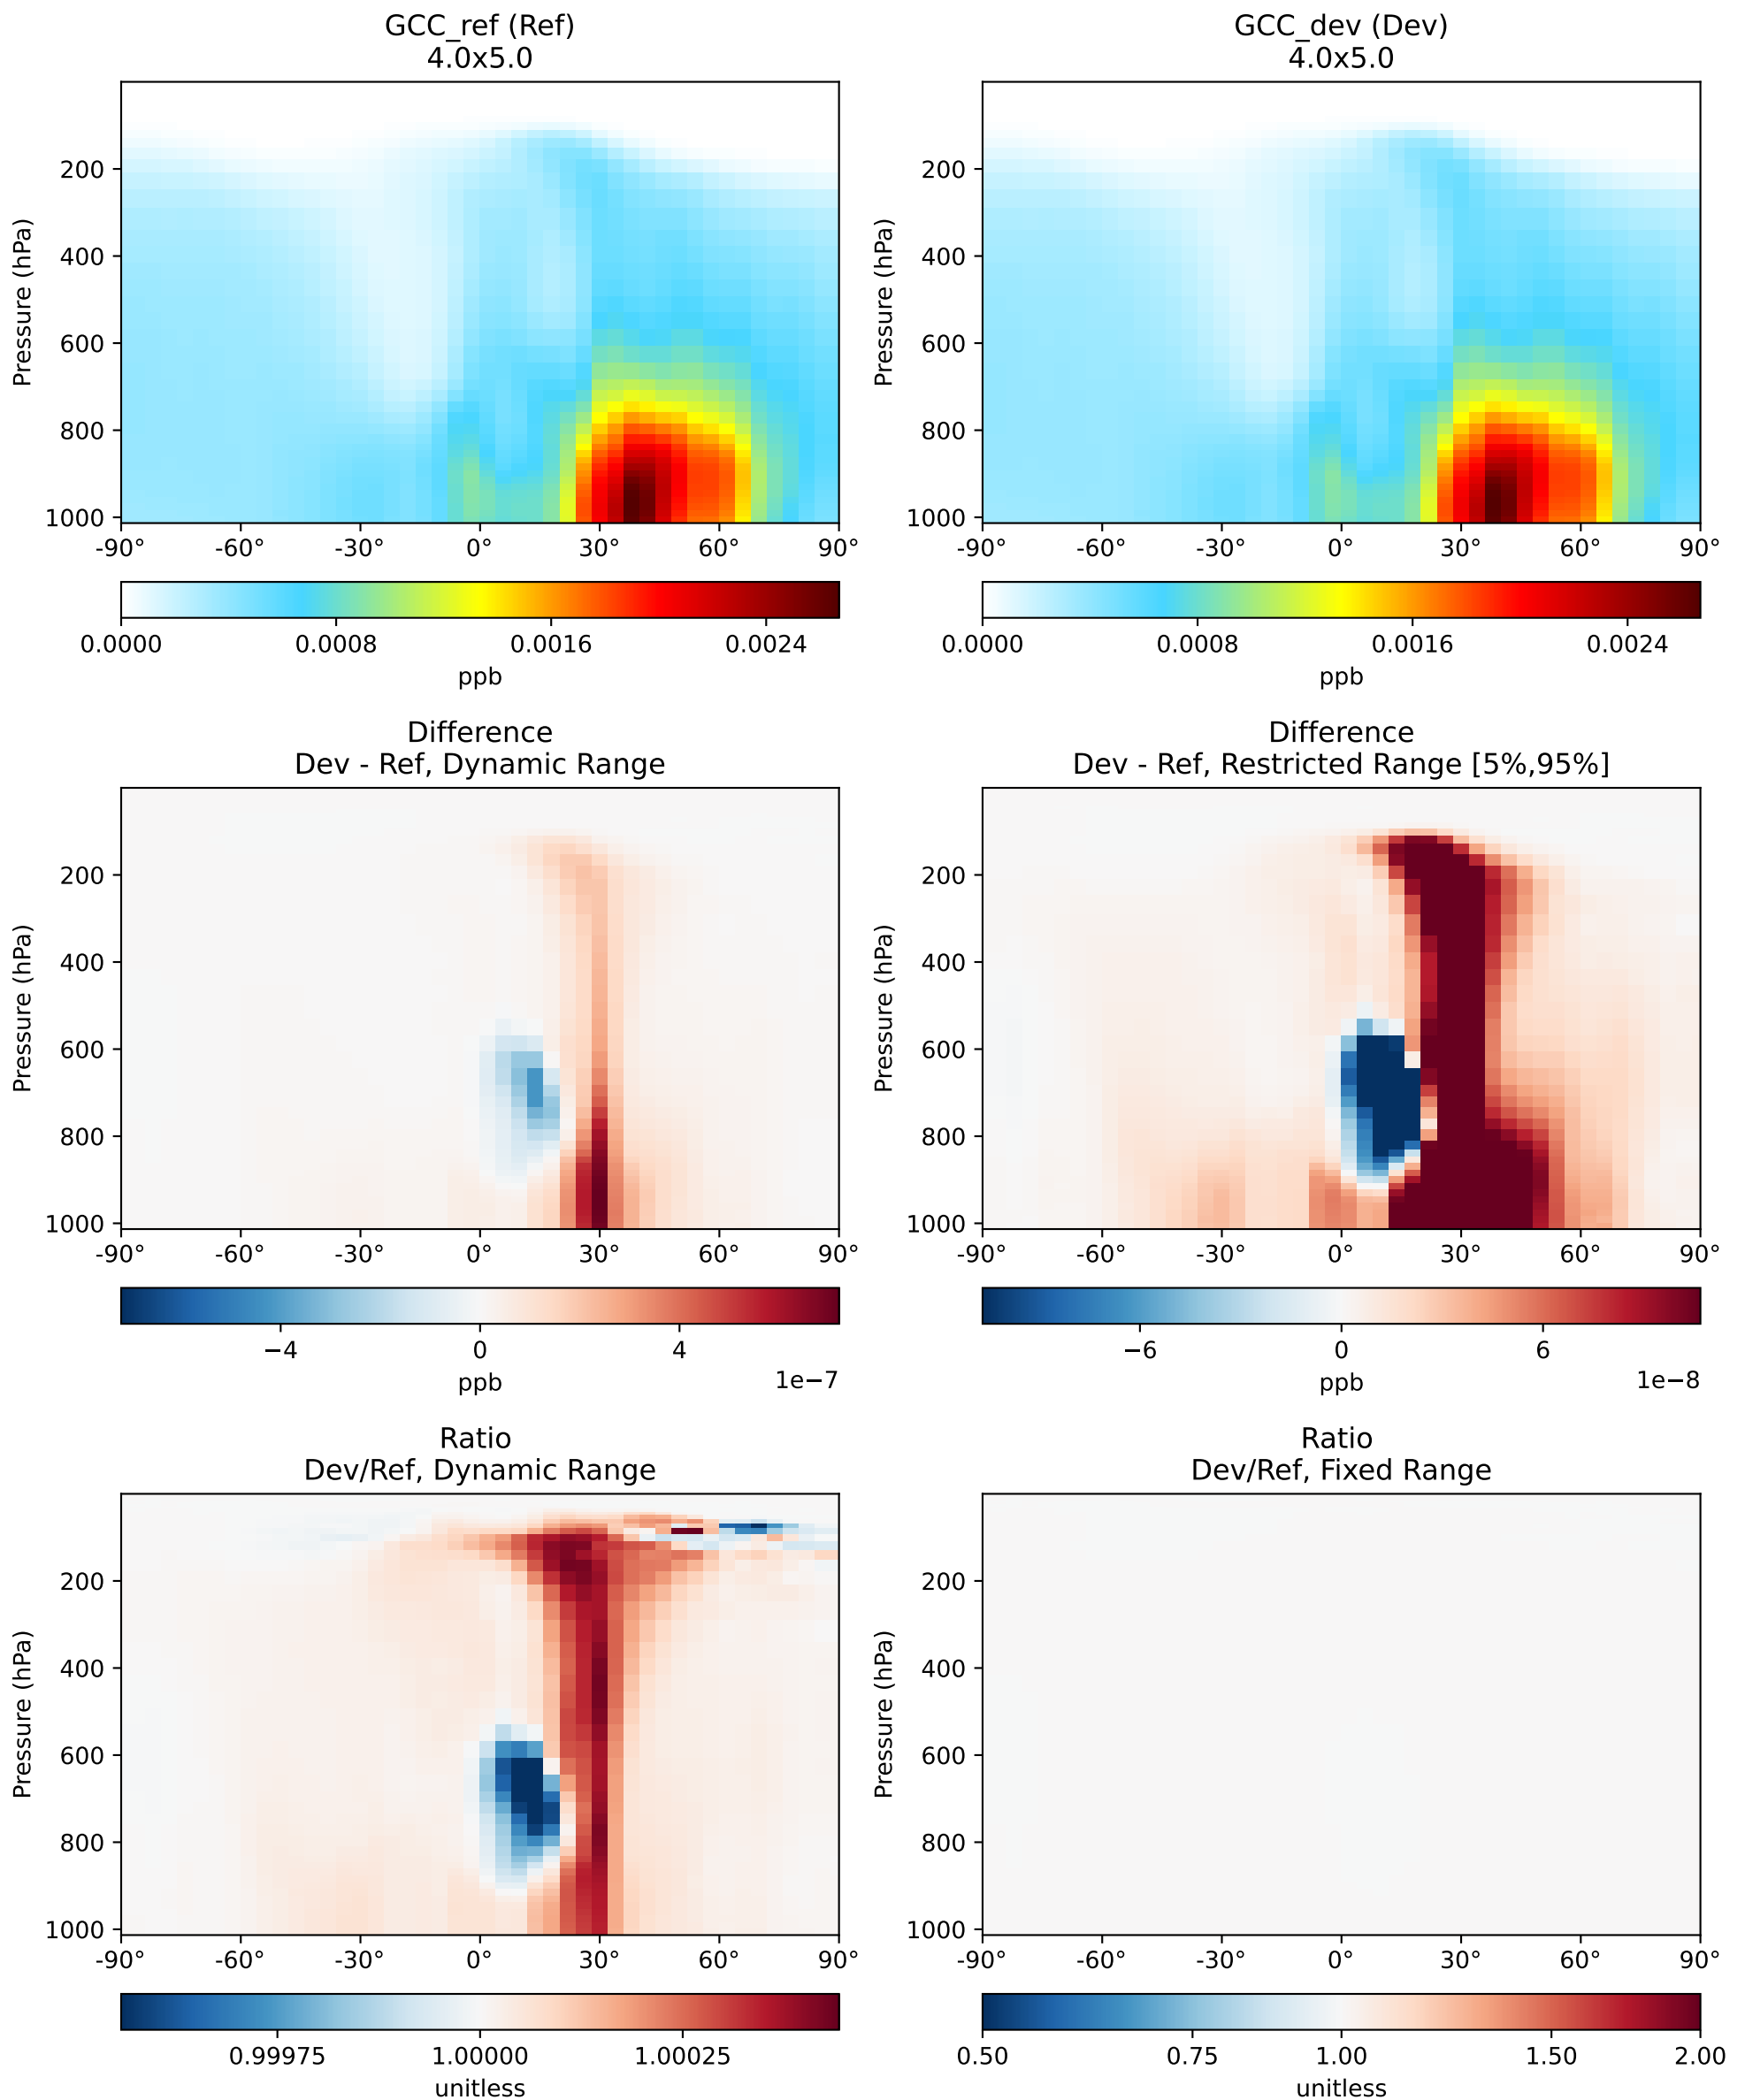 GCC_ref (Ref)
4.0x5.0
Pressure (hPa)
200
400
600
800
1000
-90° -60° -30° 0° 30° 60° 90°
0.0000 0.0008 0.0016 0.0024
ppb
GCC_dev (Dev)
4.0x5.0
Pressure (hPa)
200
400
600
800
1000
-90° -60° -30° 0° 30° 60° 90°
0.0000 0.0008 0.0016 0.0024
ppb
Difference
Dev - Ref, Dynamic Range
Pressure (hPa)
200
400
600
800
1000
-90° -60° -30° 0° 30° 60° 90°
−4 0 4
ppb
1e−7
Difference
Dev - Ref, Restricted Range [5%,95%]
Pressure (hPa)
200
400
600
800
1000
-90° -60° -30° 0° 30° 60° 90°
−6 0 6
ppb
1e−8
Ratio
Dev/Ref, Dynamic Range
Pressure (hPa)
200
400
600
800
1000
-90° -60° -30° 0° 30° 60° 90°
0.99975 1.00000 1.00025
unitless
Ratio
Dev/Ref, Fixed Range
Pressure (hPa)
200
400
600
800
1000
-90° -60° -30° 0° 30° 60° 90°
0.50 0.75 1.00 1.50 2.00
unitless